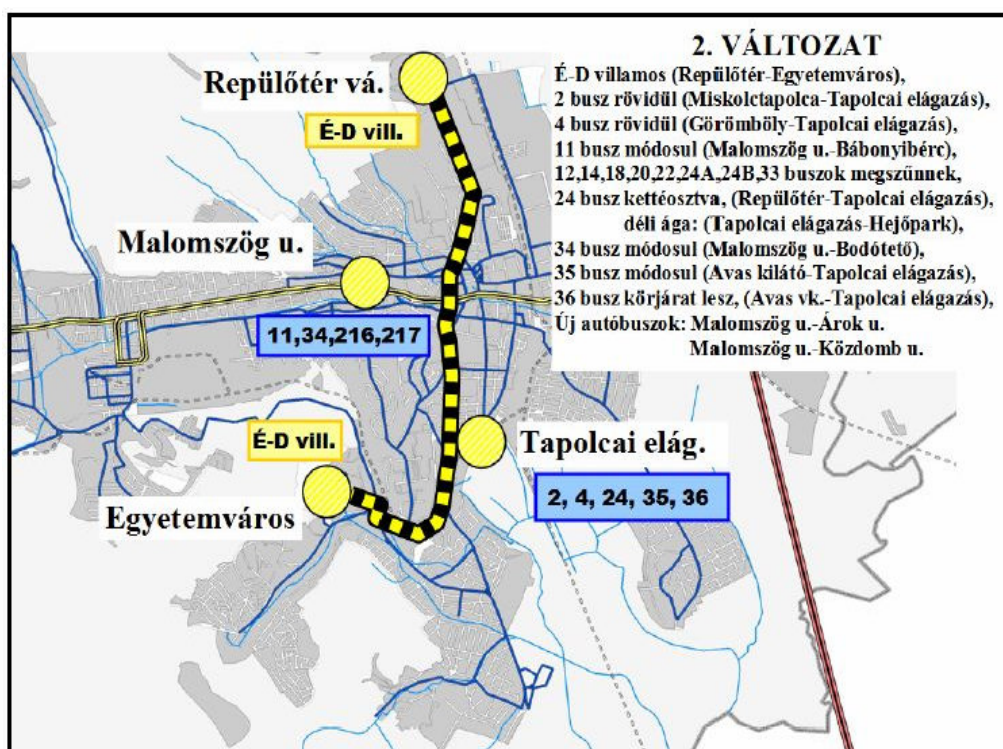 2. VÁLTOZAT
É-D villamos (Repülőtér-Egyetemváros),
2 busz rövidül (Miskolctapolca-Tapolcai elágazás),
4 busz rövidül (Görömböly-Tapolcai elágazás),
11 busz módosul (Malomszög u.-Bábonyibérc),
12,14,18,20,22,24A,24B,33 buszok megszűnnek,
24 busz kettéosztva, (Repülőtér-Tapolcai elágazás),
déli ága: (Tapolcai elágazás-Hejőpark),
34 busz módosul (Malomszög u.-Bodótető),
35 busz módosul (Avas kilátó-Tapolcai elágazás),
36 busz körjárat lesz, (Avas vk.-Tapolcai elágazás),
Új autóbuszok: Malomszög u.-Árok u.
Malomszög u.-Közdomb u.
Repülőtér vá.
É-D vill.
Malomszög u.
11,34,216,217
É-D vill.
Tapolcai elág.
2, 4, 24, 35, 36
Egyetemváros